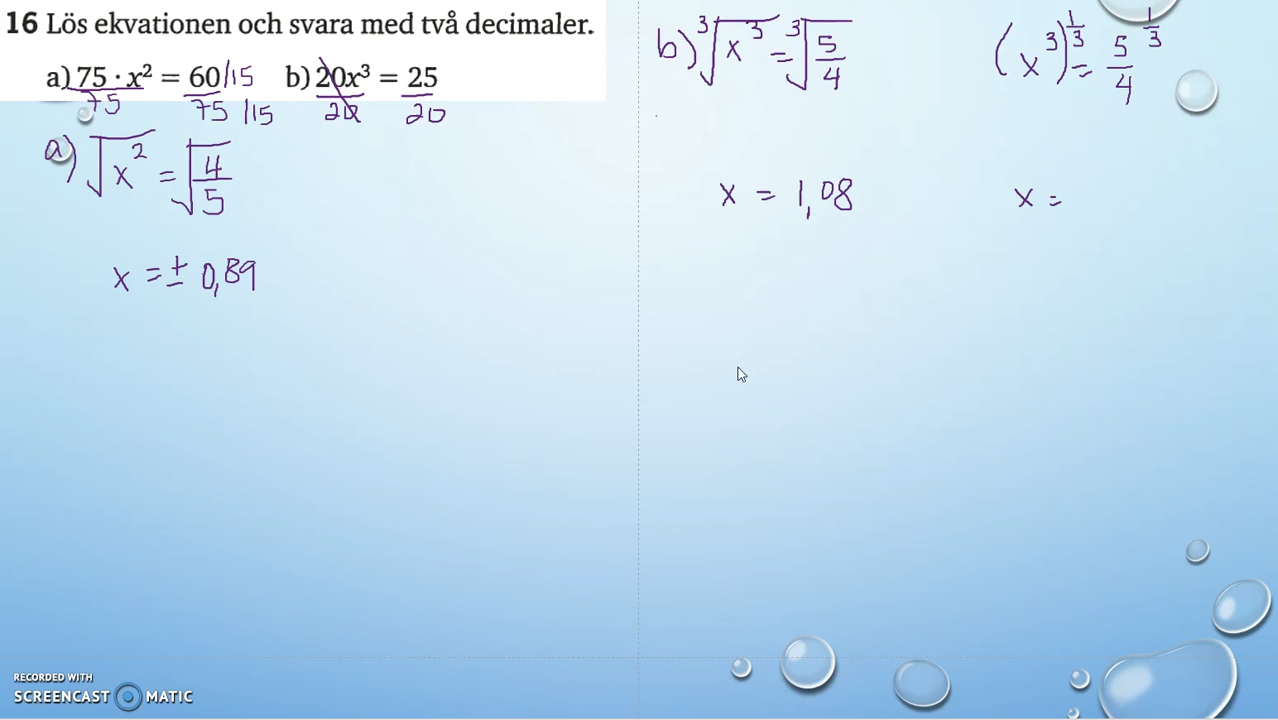 16 Lös ekvationen och svara med två decimaler.
a) 75 · x² = 60 /15 b) 20x³ = 25
75 75 /15 20 20
a) √x² = √(4/5)
x = ± 0,89
b) ³√x³ = ³√(5/4)
x = 1,08
(x³)^(1/3) = 5/4^(1/3)
x =
RECORDED WITH
SCREENCAST MATIC